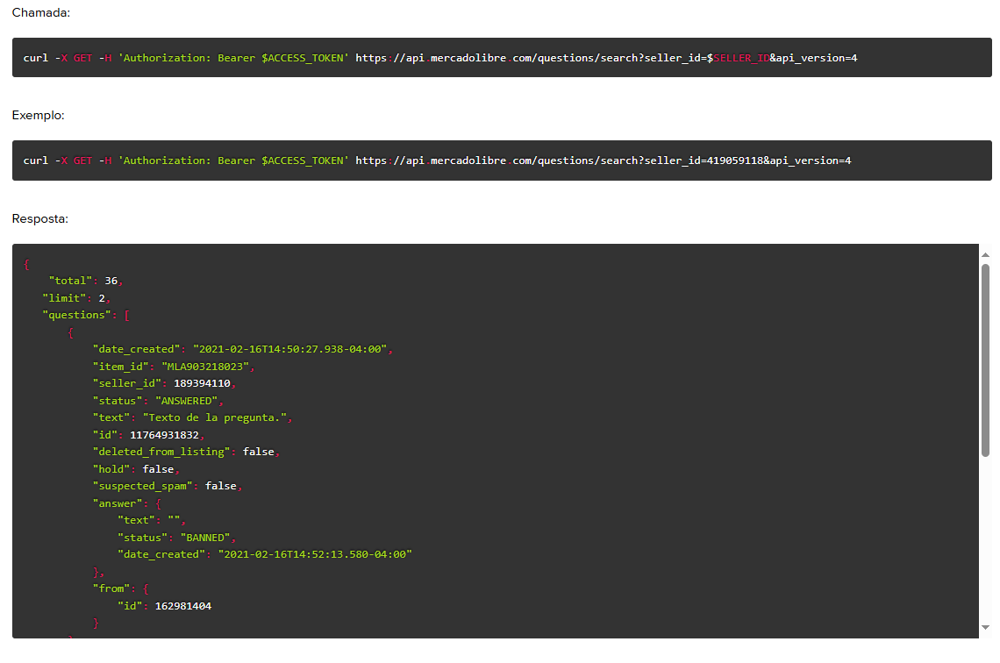 Chamada:
curl -X GET -H 'Authorization: Bearer $ACCESS_TOKEN' https://api.mercadolibre.com/questions/search?seller_id=$SELLER_ID&api_version=4
Exemplo:
curl -X GET -H 'Authorization: Bearer $ACCESS_TOKEN' https://api.mercadolibre.com/questions/search?seller_id=419059118&api_version=4
Resposta:
{
    "total": 36,
   "limit": 2,
   "questions": [
       {
           "date_created": "2021-02-16T14:50:27.938-04:00",
           "item_id": "MLA903218023",
           "seller_id": 189394110,
           "status": "ANSWERED",
           "text": "Texto de la pregunta.",
           "id": 11764931832,
           "deleted_from_listing": false,
           "hold": false,
           "suspected_spam": false,
           "answer": {
               "text": "",
               "status": "BANNED",
               "date_created": "2021-02-16T14:52:13.580-04:00"
           },
           "from": {
               "id": 162981404
           }